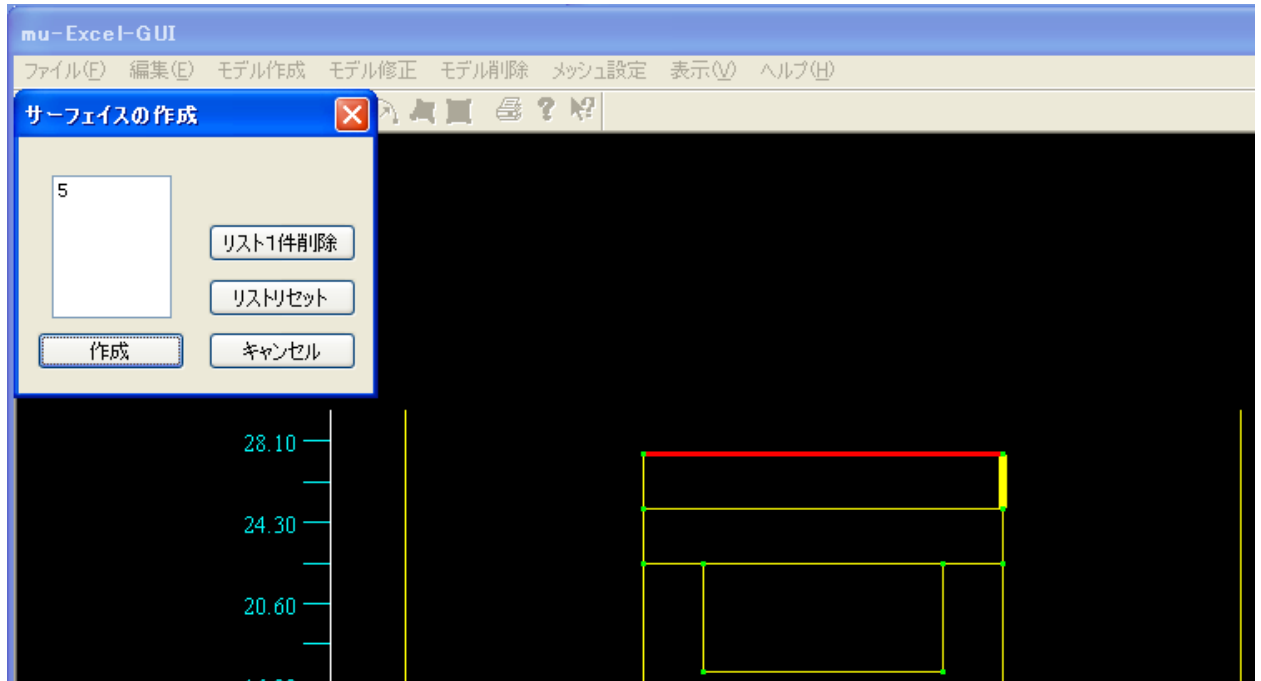 mu-Excel-GUI
ファイル(F) 編集(E) モデル作成 モデル修正 モデル削除 メッシュ設定 表示(V) ヘルプ(H)
サーフェイスの作成
5
リスト1件削除
リストリセット
作成 キャンセル
28.10
24.30
20.60